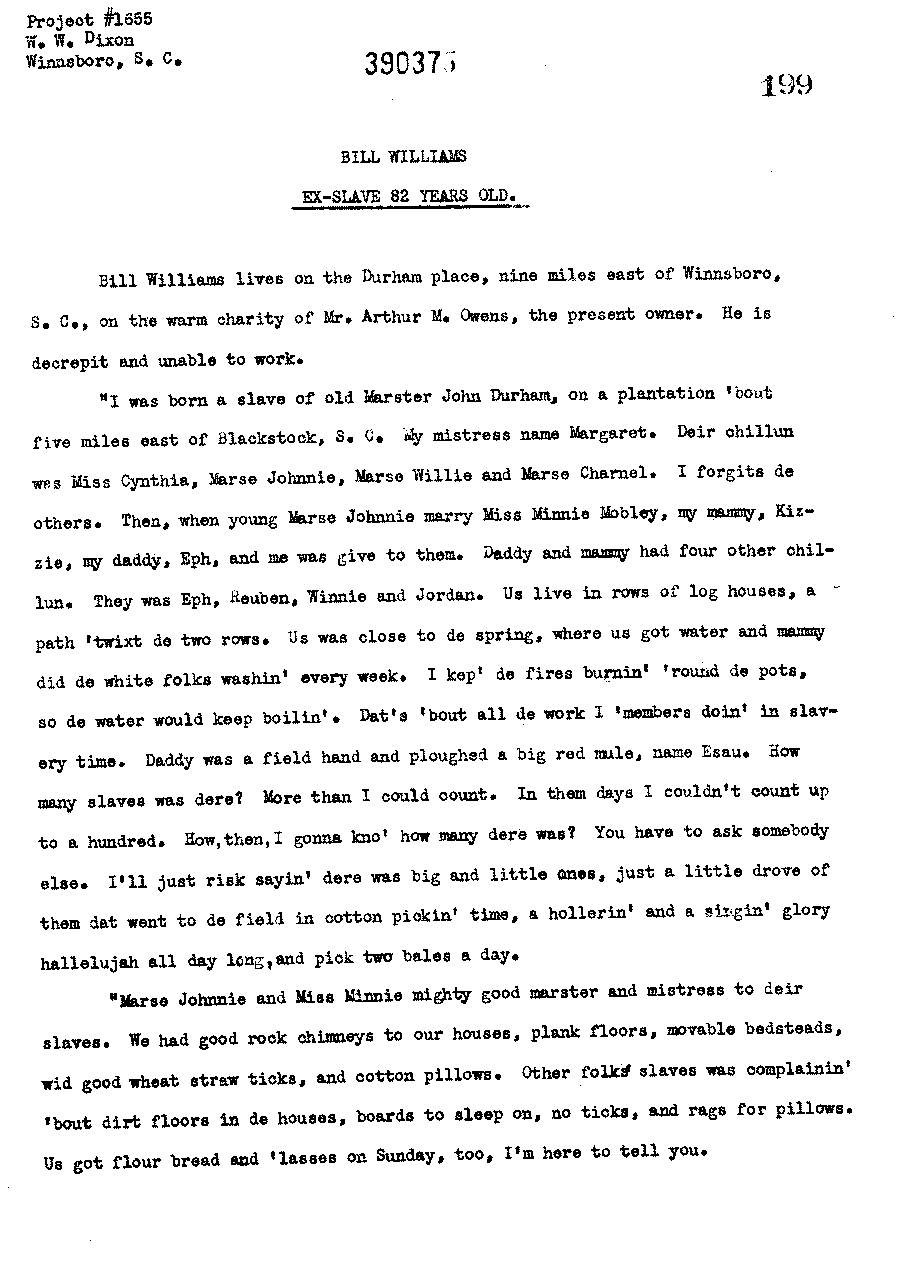 Project #1655
W. W. Dixon
Winnsboro, S. C.
390375
199
BILL WILLIAMS
EX-SLAVE 82 YEARS OLD.
Bill Williams lives on the Durham place, nine miles east of Winnsboro,
S. C., on the warm charity of Mr. Arthur M. Owens, the present owner. He is
decrepit and unable to work.
"I was born a slave of old Marster John Durham, on a plantation 'bout
five miles east of Blackstock, S. C. My mistress name Margaret. Deir chillun
was Miss Cynthia, Marse Johnnie, Marse Willie and Marse Charnel. I forgits de
others. Then, when young Marse Johnnie marry Miss Minnie Mobley, my mammy, Kiz-
zie, my daddy, Eph, and me was give to them. Daddy and mammy had four other chil-
lun. They was Eph, Reuben, Winnie and Jordan. Us live in rows of log houses, a
path 'twixt de two rows. Us was close to de spring, where us got water and mammy
did de white folks washin' every week. I kep' de fires burnin' 'round de pots,
so de water would keep boilin'. Dat's 'bout all de work I 'members doin' in slav-
ery time. Daddy was a field hand and ploughed a big red mule, name Esau. How
many slaves was dere? More than I could count. In them days I couldn't count up
to a hundred. How, then, I gonna kno' how many dere was? You have to ask somebody
else. I'll just risk sayin' dere was big and little ones, just a little drove of
them dat went to de field in cotton pickin' time, a hollerin' and a singin' glory
hallelujah all day long, and pick two bales a day.
"Marse Johnnie and Miss Minnie mighty good marster and mistress to deir
slaves. We had good rock chimneys to our houses, plank floors, movable bedsteads,
wid good wheat straw ticks, and cotton pillows. Other folks slaves was complainin'
'bout dirt floors in de houses, boards to sleep on, no ticks, and rags for pillows.
Us got flour bread and 'lasses on Sunday, too, I'm here to tell you.